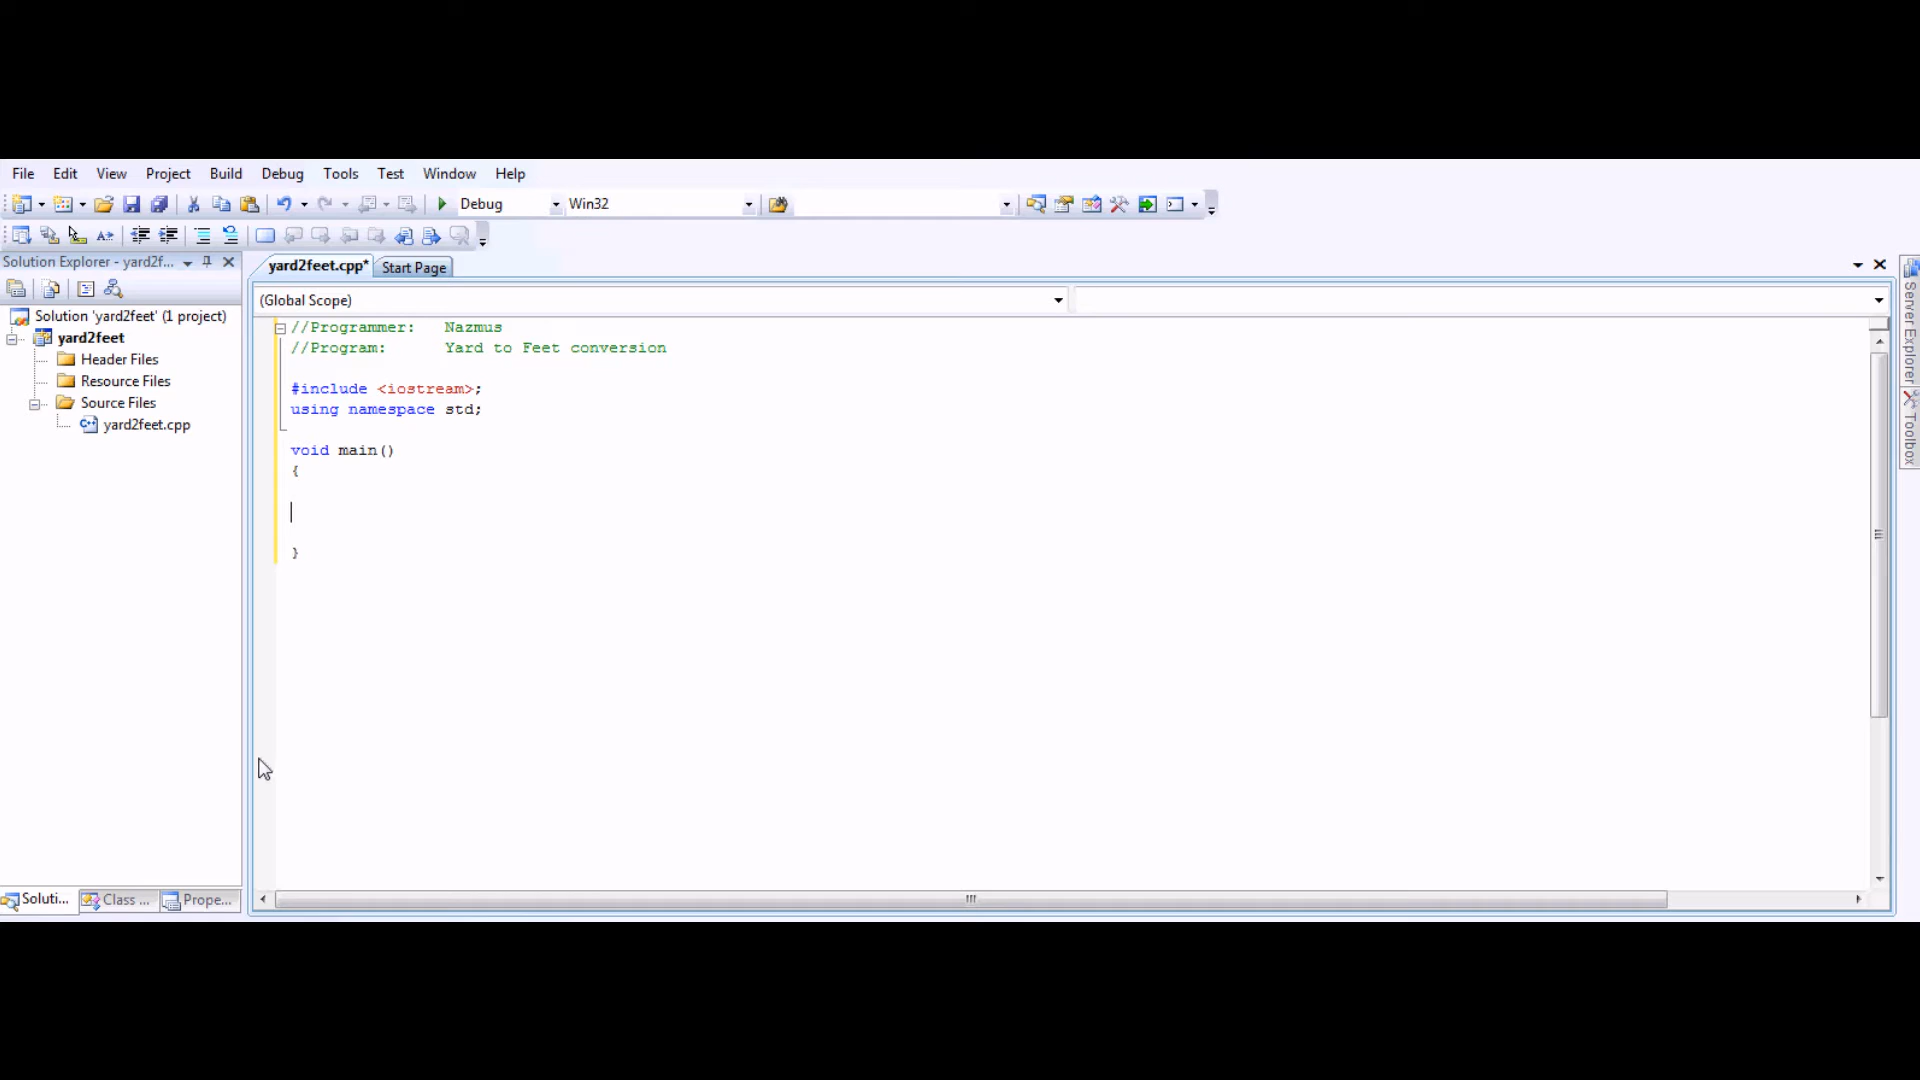 File Edit View Project Build Debug Tools Test Window Help
Debug Win32
Solution Explorer - yard2f...
yard2feet.cpp* Start Page
(Global Scope)
Solution 'yard2feet' (1 project)
yard2feet
Header Files
Resource Files
Source Files
yard2feet.cpp
//Programmer: Nazmus
//Program: Yard to Feet conversion
#include <iostream>;
using namespace std;
void main()
{
}
Server Explorer
Toolbox
Soluti... Class ... Prope...